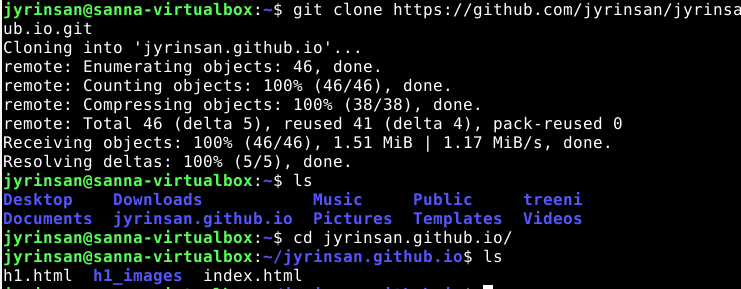 jyrinsan@sanna-virtualbox:~$ git clone https://github.com/jyrinsan/jyrinsa
ub.io.git
Cloning into 'jyrinsan.github.io'...
remote: Enumerating objects: 46, done.
remote: Counting objects: 100% (46/46), done.
remote: Compressing objects: 100% (38/38), done.
remote: Total 46 (delta 5), reused 41 (delta 4), pack-reused 0
Receiving objects: 100% (46/46), 1.51 MiB | 1.17 MiB/s, done.
Resolving deltas: 100% (5/5), done.
jyrinsan@sanna-virtualbox:~$ ls
Desktop    Downloads           Music     Public     treeni
Documents  jyrinsan.github.io  Pictures  Templates  Videos
jyrinsan@sanna-virtualbox:~$ cd jyrinsan.github.io/
jyrinsan@sanna-virtualbox:~/jyrinsan.github.io$ ls
h1.html  h1_images  index.html